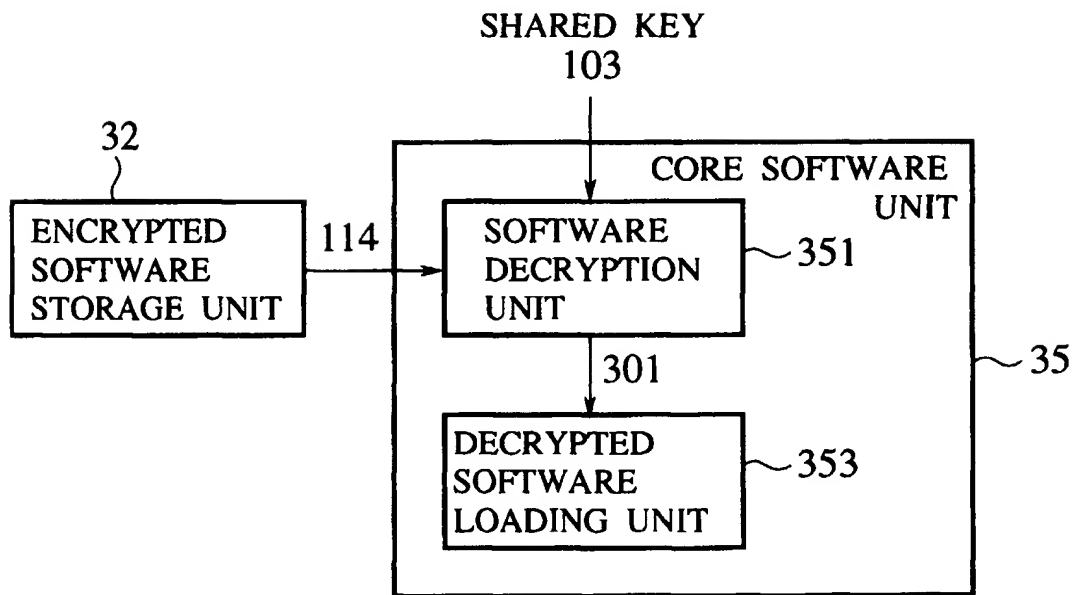 SHARED KEY
103
32
CORE SOFTWARE
UNIT
ENCRYPTED
SOFTWARE
STORAGE UNIT
114
SOFTWARE
DECRYPTION
UNIT
351
301
35
DECRYPTED
SOFTWARE
LOADING UNIT
353